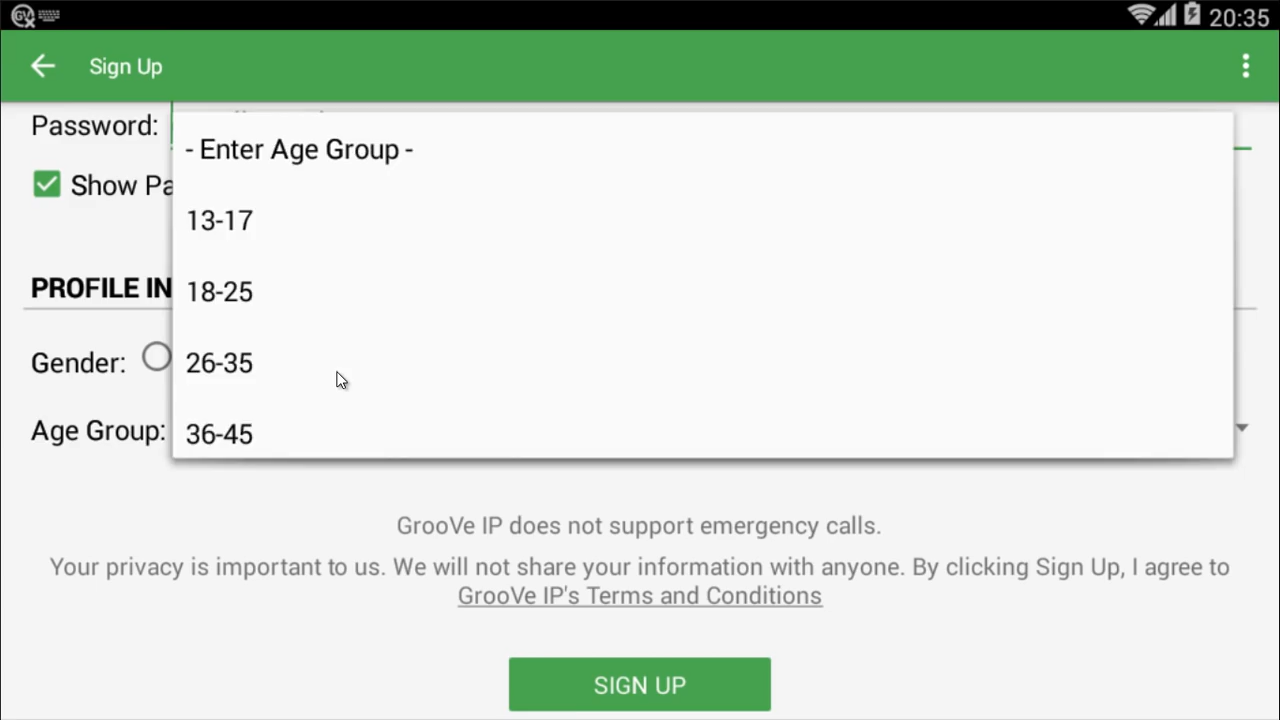 20:35
Sign Up
Password:
- Enter Age Group -
Show Pa
13-17
PROFILE IN
18-25
Gender:
26-35
Age Group:
36-45
GrooVe IP does not support emergency calls.
Your privacy is important to us. We will not share your information with anyone. By clicking Sign Up, I agree to
GrooVe IP's Terms and Conditions
SIGN UP